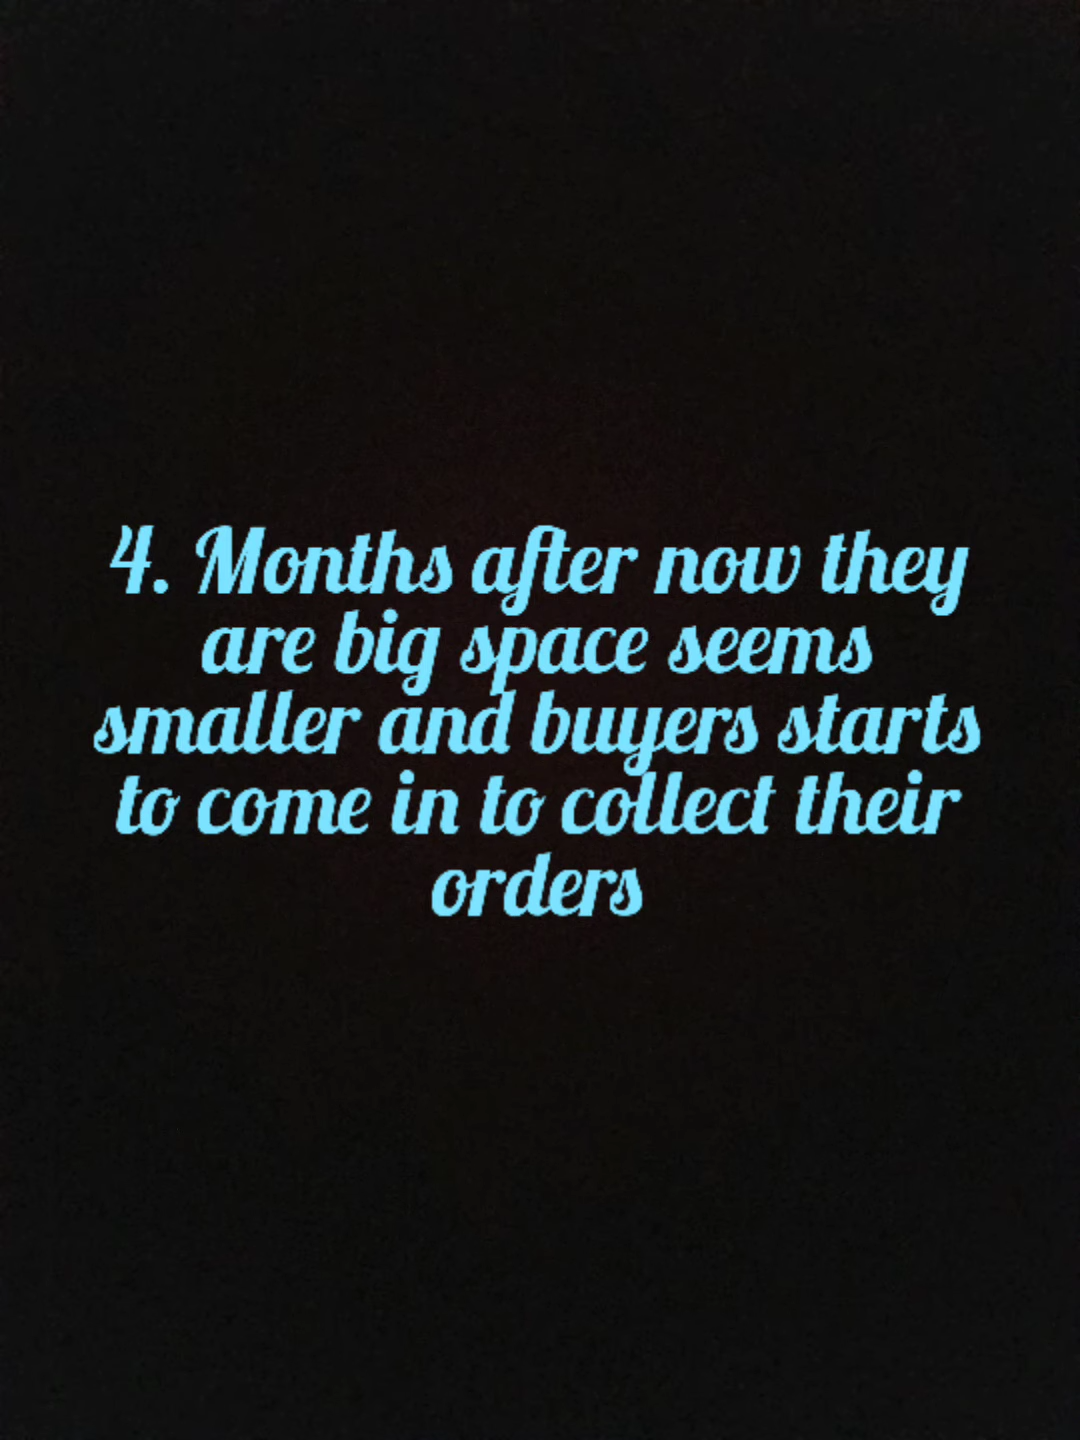 4. Months after now they
are big space seems
smaller and buyers starts
to come in to collect their
orders